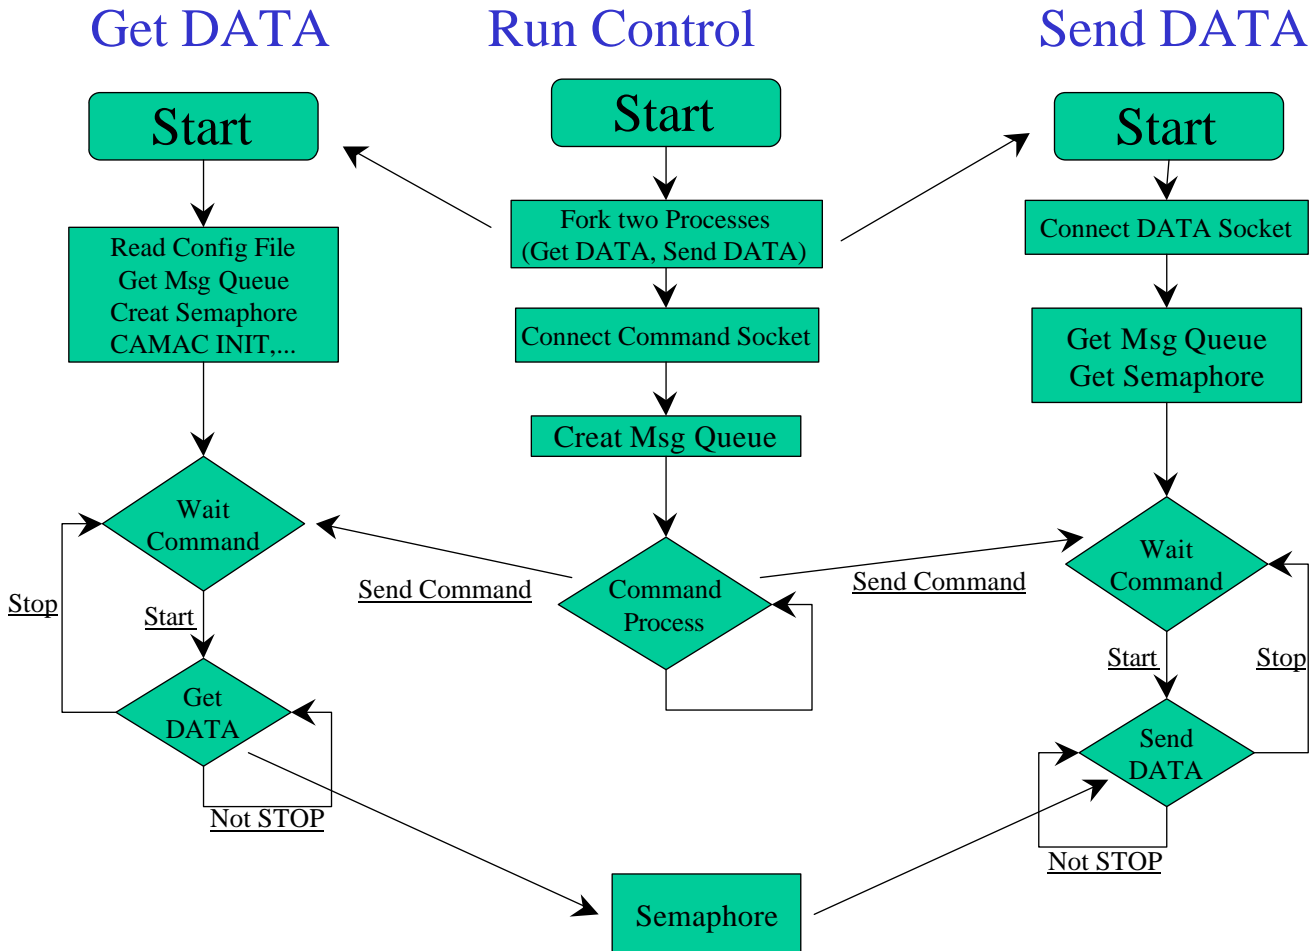 Get DATA
Run Control
Send DATA
Start
Start
Start
Fork two Processes
(Get DATA, Send DATA)
Connect DATA Socket
Read Config File
Get Msg Queue
Creat Semaphore
CAMAC INIT,...
Connect Command Socket
Get Msg Queue
Get Semaphore
Creat Msg Queue
Wait
Command
Send Command
Command
Process
Send Command
Wait
Command
Stop
Start
Start
Stop
Get
DATA
Not STOP
Send
DATA
Not STOP
Semaphore